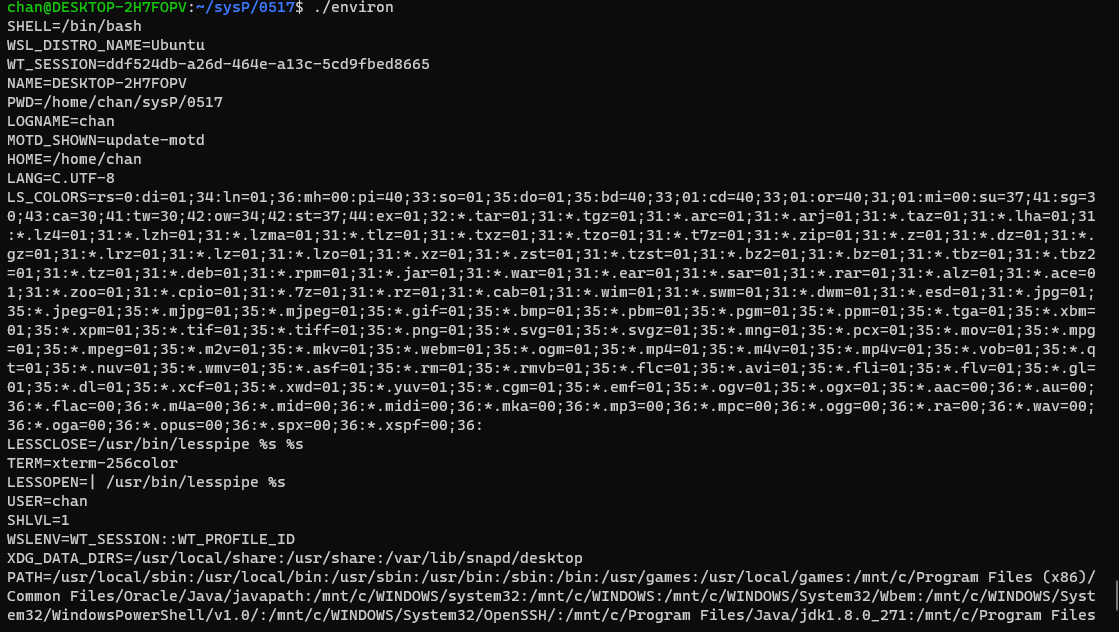 chan@DESKTOP-2H7FOPV:~/sysP/0517$ ./environ
SHELL=/bin/bash
WSL_DISTRO_NAME=Ubuntu
WT_SESSION=ddf524db-a26d-464e-a13c-5cd9fbed8665
NAME=DESKTOP-2H7FOPV
PWD=/home/chan/sysP/0517
LOGNAME=chan
MOTD_SHOWN=update-motd
HOME=/home/chan
LANG=C.UTF-8
LS_COLORS=rs=0:di=01;34:ln=01;36:mh=00:pi=40;33:so=01;35:do=01;35:bd=40;33;01:cd=40;33;01:or=40;31;01:mi=00:su=37;41:sg=3
0;43:ca=30;41:tw=30;42:ow=34;42:st=37;44:ex=01;32:*.tar=01;31:*.tgz=01;31:*.arc=01;31:*.arj=01;31:*.taz=01;31:*.lha=01;31
:*.lz4=01;31:*.lzh=01;31:*.lzma=01;31:*.tlz=01;31:*.txz=01;31:*.tzo=01;31:*.t7z=01;31:*.zip=01;31:*.z=01;31:*.dz=01;31:*.
gz=01;31:*.lrz=01;31:*.lz=01;31:*.lzo=01;31:*.xz=01;31:*.zst=01;31:*.tzst=01;31:*.bz2=01;31:*.bz=01;31:*.tbz=01;31:*.tbz2
=01;31:*.tz=01;31:*.deb=01;31:*.rpm=01;31:*.jar=01;31:*.war=01;31:*.ear=01;31:*.sar=01;31:*.rar=01;31:*.alz=01;31:*.ace=0
1;31:*.zoo=01;31:*.cpio=01;31:*.7z=01;31:*.rz=01;31:*.cab=01;31:*.wim=01;31:*.swm=01;31:*.dwm=01;31:*.esd=01;31:*.jpg=01;
35:*.jpeg=01;35:*.mjpg=01;35:*.mjpeg=01;35:*.gif=01;35:*.bmp=01;35:*.pbm=01;35:*.pgm=01;35:*.ppm=01;35:*.tga=01;35:*.xbm=
01;35:*.xpm=01;35:*.tif=01;35:*.tiff=01;35:*.png=01;35:*.svg=01;35:*.svgz=01;35:*.mng=01;35:*.pcx=01;35:*.mov=01;35:*.mpg
=01;35:*.mpeg=01;35:*.m2v=01;35:*.mkv=01;35:*.webm=01;35:*.ogm=01;35:*.mp4=01;35:*.m4v=01;35:*.mp4v=01;35:*.vob=01;35:*.q
t=01;35:*.nuv=01;35:*.wmv=01;35:*.asf=01;35:*.rm=01;35:*.rmvb=01;35:*.flc=01;35:*.avi=01;35:*.fli=01;35:*.flv=01;35:*.gl=
01;35:*.dl=01;35:*.xcf=01;35:*.xwd=01;35:*.yuv=01;35:*.cgm=01;35:*.emf=01;35:*.ogv=01;35:*.ogx=01;35:*.aac=00;36:*.au=00;
36:*.flac=00;36:*.m4a=00;36:*.mid=00;36:*.midi=00;36:*.mka=00;36:*.mp3=00;36:*.mpc=00;36:*.ogg=00;36:*.ra=00;36:*.wav=00;
36:*.oga=00;36:*.opus=00;36:*.spx=00;36:*.xspf=00;36:
LESSCLOSE=/usr/bin/lesspipe %s %s
TERM=xterm-256color
LESSOPEN=| /usr/bin/lesspipe %s
USER=chan
SHLVL=1
WSLENV=WT_SESSION::WT_PROFILE_ID
XDG_DATA_DIRS=/usr/local/share:/usr/share:/var/lib/snapd/desktop
PATH=/usr/local/sbin:/usr/local/bin:/usr/sbin:/usr/bin:/sbin:/bin:/usr/games:/usr/local/games:/mnt/c/Program Files (x86)/
Common Files/Oracle/Java/javapath:/mnt/c/WINDOWS/system32:/mnt/c/WINDOWS:/mnt/c/WINDOWS/System32/Wbem:/mnt/c/WINDOWS/Syst
em32/WindowsPowerShell/v1.0/:/mnt/c/WINDOWS/System32/OpenSSH/:/mnt/c/Program Files/Java/jdk1.8.0_271:/mnt/c/Program Files